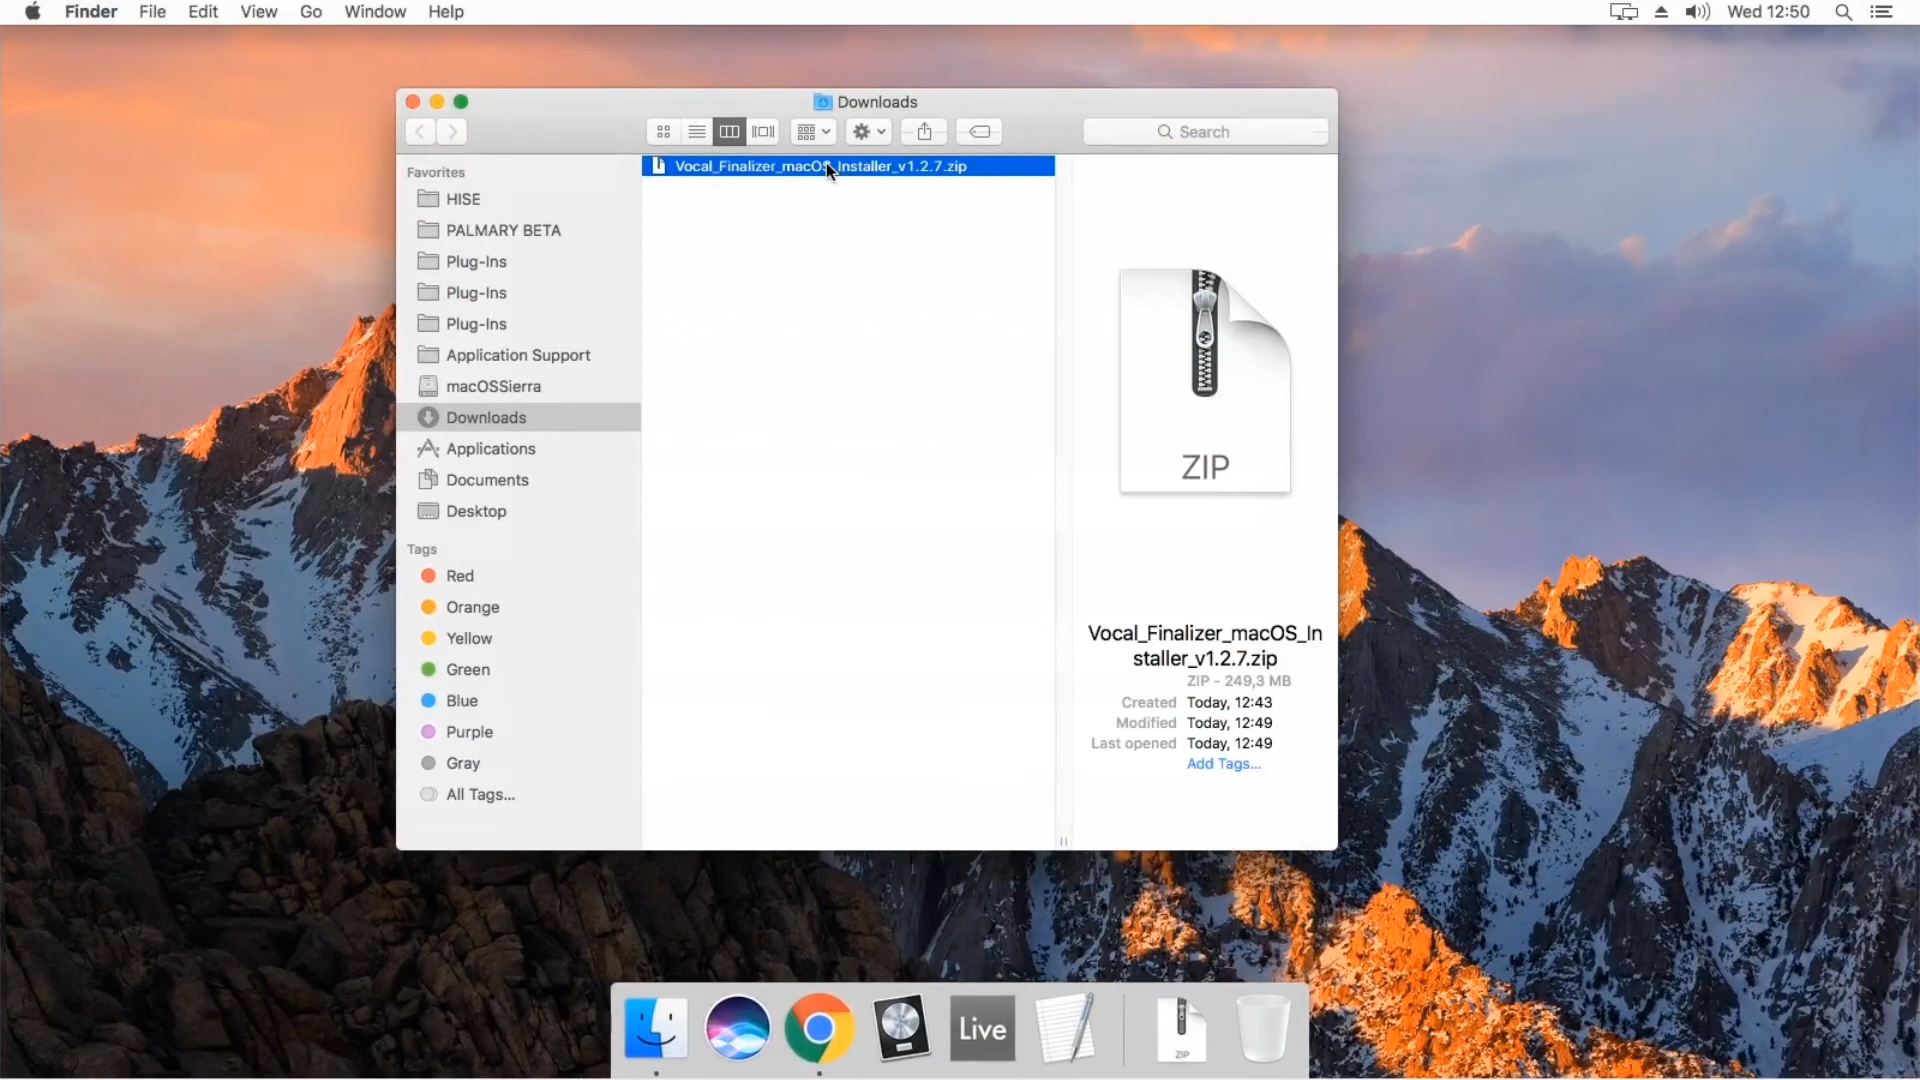 Finder File Edit View Go Window Help
Wed 12:50
Downloads
Search
Favorites
HISE
PALMARY BETA
Plug-Ins
Plug-Ins
Plug-Ins
Application Support
macOSSierra
Downloads
Applications
Documents
Desktop
Tags
Red
Orange
Yellow
Green
Blue
Purple
Gray
All Tags...
Vocal_Finalizer_macOS_Installer_v1.2.7.zip
ZIP
Vocal_Finalizer_macOS_In
staller_v1.2.7.zip
ZIP - 249,3 MB
Created Today, 12:43
Modified Today, 12:49
Last opened Today, 12:49
Add Tags...
Live
ZIP